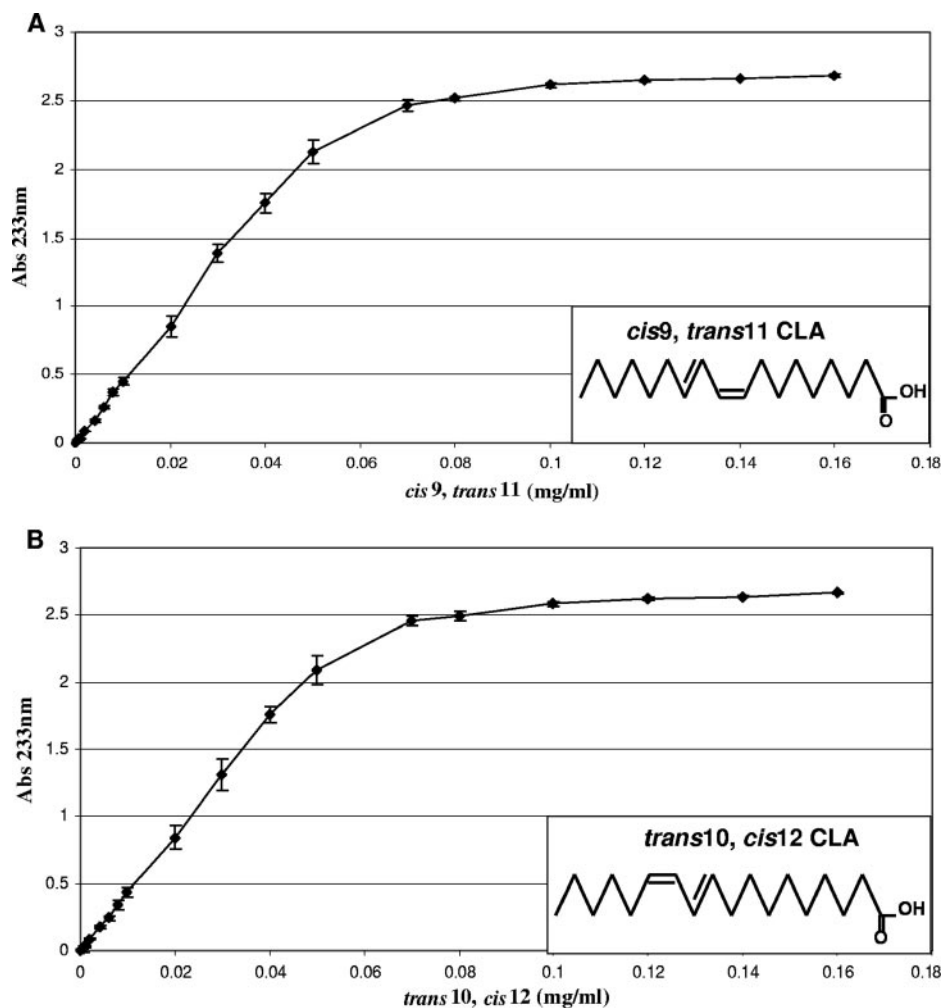 A
3
2.5
2
1.5
1
0.5
0
Abs 233nm
cis9, trans11 CLA
OH
O
0 0.02 0.04 0.06 0.08 0.1 0.12 0.14 0.16 0.18
cis 9, trans 11 (mg/ml)
B
3
2.5
2
1.5
1
0.5
0
Abs 233nm
trans10, cis12 CLA
OH
O
0 0.02 0.04 0.06 0.08 0.1 0.12 0.14 0.16 0.18
trans 10, cis 12 (mg/ml)